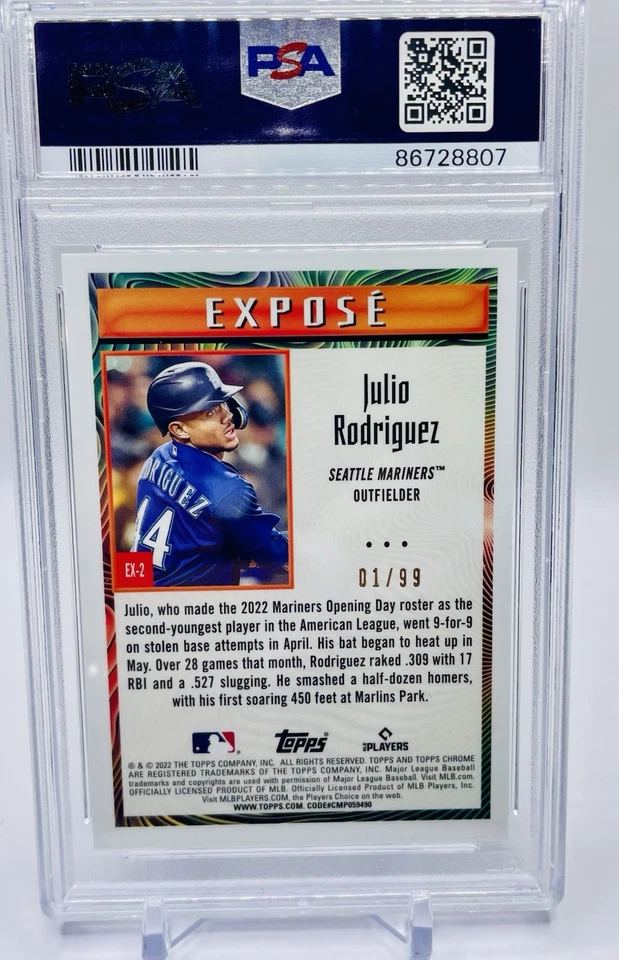 PSA
PSA
86728807
EXPOSÉ
Julio
Rodriguez
SEATTLE MARINERS™
OUTFIELDER
• • •
01/99
RODRIGUEZ
44
EX-2
Julio, who made the 2022 Mariners Opening Day roster as the
second-youngest player in the American League, went 9-for-9
on stolen base attempts in April. His bat began to heat up in
May. Over 28 games that month, Rodriguez raked .309 with 17
RBI and a .527 slugging. He smashed a half-dozen homers,
with his first soaring 450 feet at Marlins Park.
Topps
PLAYERS
® & © 2022 THE TOPPS COMPANY, INC. ALL RIGHTS RESERVED. TOPPS AND TOPPS CHROME
ARE REGISTERED TRADEMARKS OF THE TOPPS COMPANY, INC. Major League Baseball
trademarks and copyrights are used with permission of Major League Baseball. Visit MLB.com.
OFFICIALLY LICENSED PRODUCT OF MLB. Officially Licensed Product of MLB Players, Inc.
Visit MLBPLAYERS.COM, the Players Choice on the web.
WWW.TOPPS.COM. CODE#CMP059490